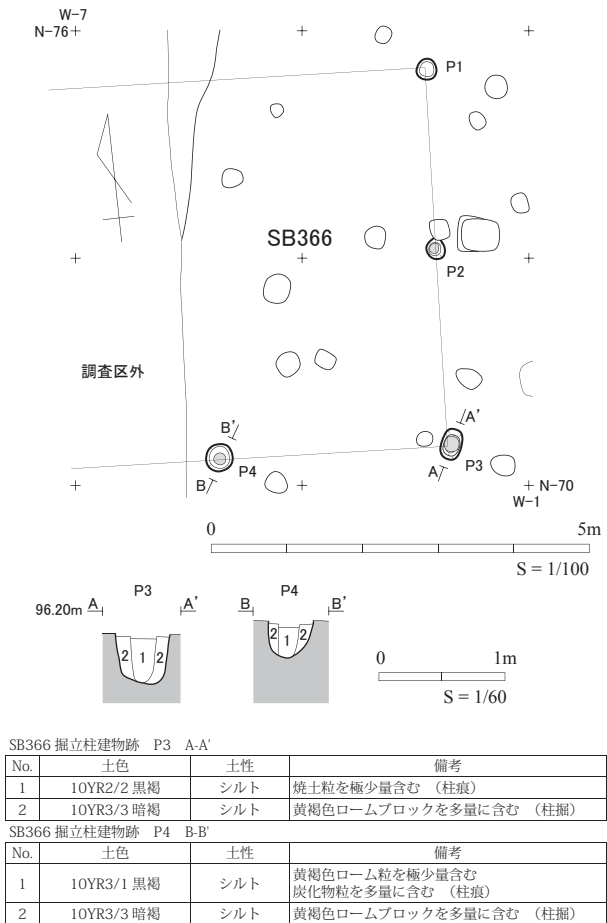 W-7
N-76
P1
SB366
P2
調査区外
B'
A'
P4
B
A
P3
N-70
W-1
0
5m
S = 1/100
P3
P4
96.20m
A
A'
B
B'
2
1
2
2
1
2
0
1m
S = 1/60
SB366 掘立柱建物跡 P3 A-A'
No. 土色 土性 備考
1 10YR2/2 黒褐 シルト 焼土粒を極少量含む （柱痕）
2 10YR3/3 暗褐 シルト 黄褐色ロームブロックを多量に含む （柱掘）
SB366 掘立柱建物跡 P4 B-B'
No. 土色 土性 備考
1 10YR3/1 黒褐 シルト 黄褐色ローム粒を極少量含む
炭化物粒を多量に含む （柱痕）
2 10YR3/3 暗褐 シルト 黄褐色ロームブロックを多量に含む （柱掘）